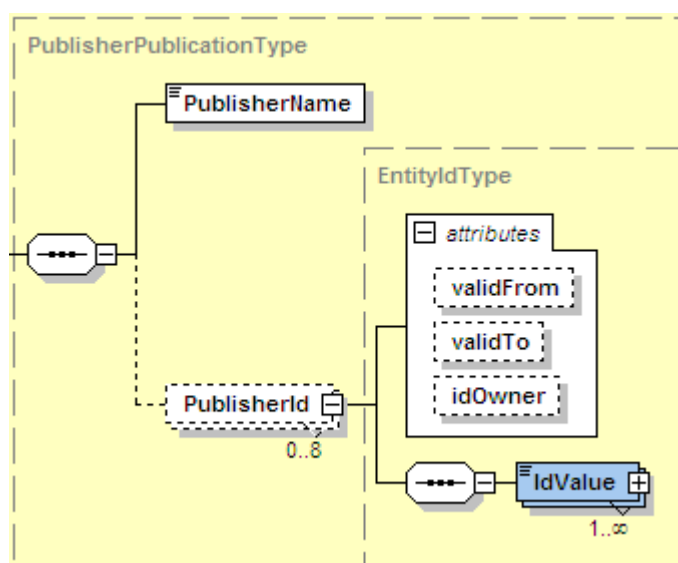 PublisherPublicationType
PublisherName
EntityIdType
attributes
validFrom
validTo
idOwner
PublisherId
0..8
IdValue
1..∞